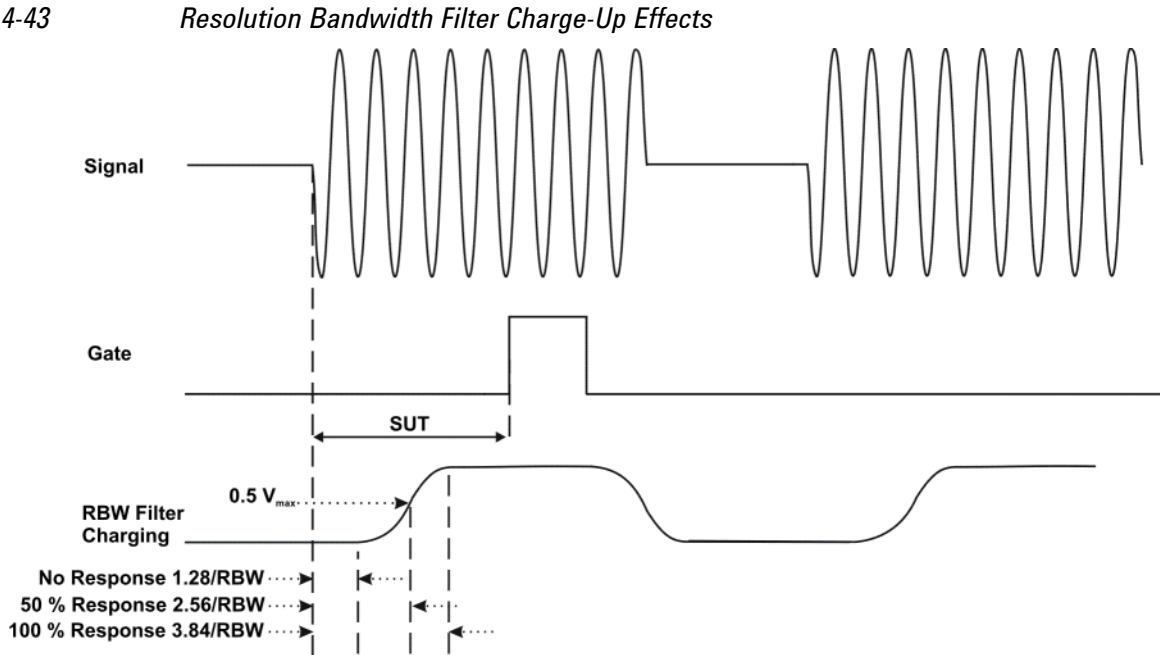 4-43 Resolution Bandwidth Filter Charge-Up Effects
Signal
Gate
SUT
0.5 Vmax
RBW Filter
Charging
No Response 1.28/RBW
50 % Response 2.56/RBW
100 % Response 3.84/RBW